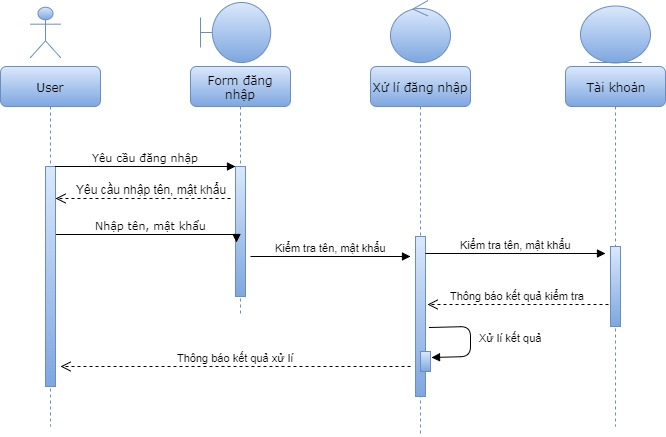 User
Form đăng
nhập
Xử lí đăng nhập
Tài khoản
Yêu cầu đăng nhập
Yêu cầu nhập tên, mật khẩu
Nhập tên, mật khẩu
Kiểm tra tên, mật khẩu
Kiểm tra tên, mật khẩu
Thông báo kết quả kiểm tra
Xử lí kết quả
Thông báo kết quả xử lí